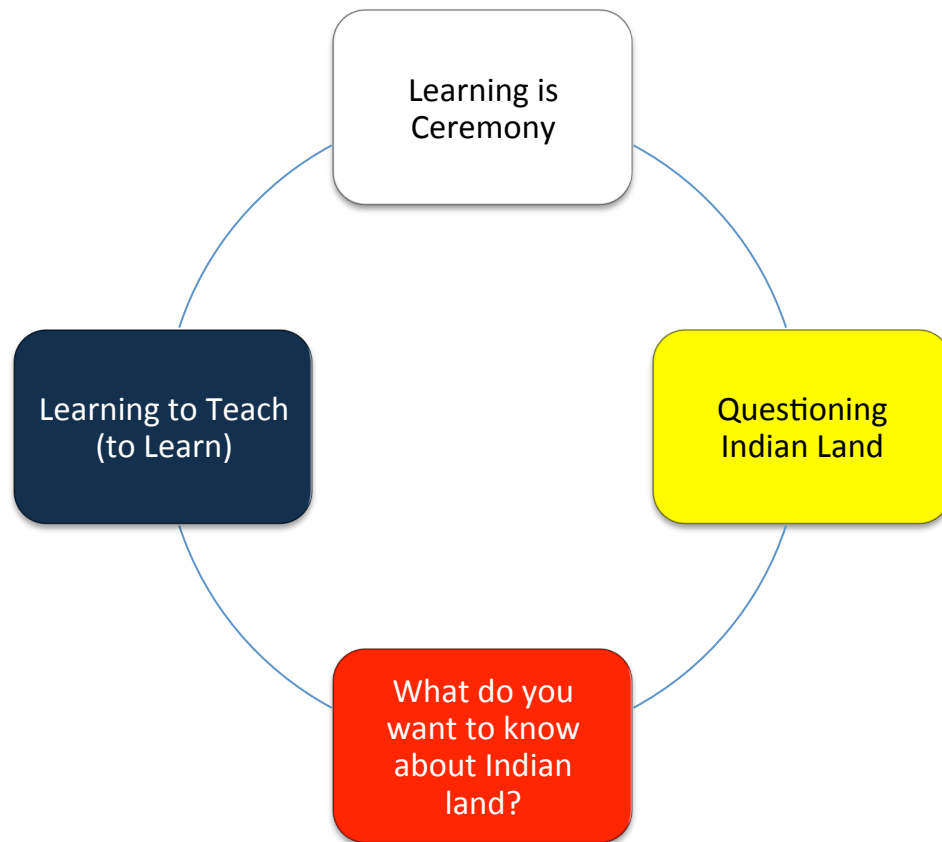 Learning is
Ceremony
Learning to Teach
(to Learn)
Questioning
Indian Land
What do you
want to know
about Indian
land?